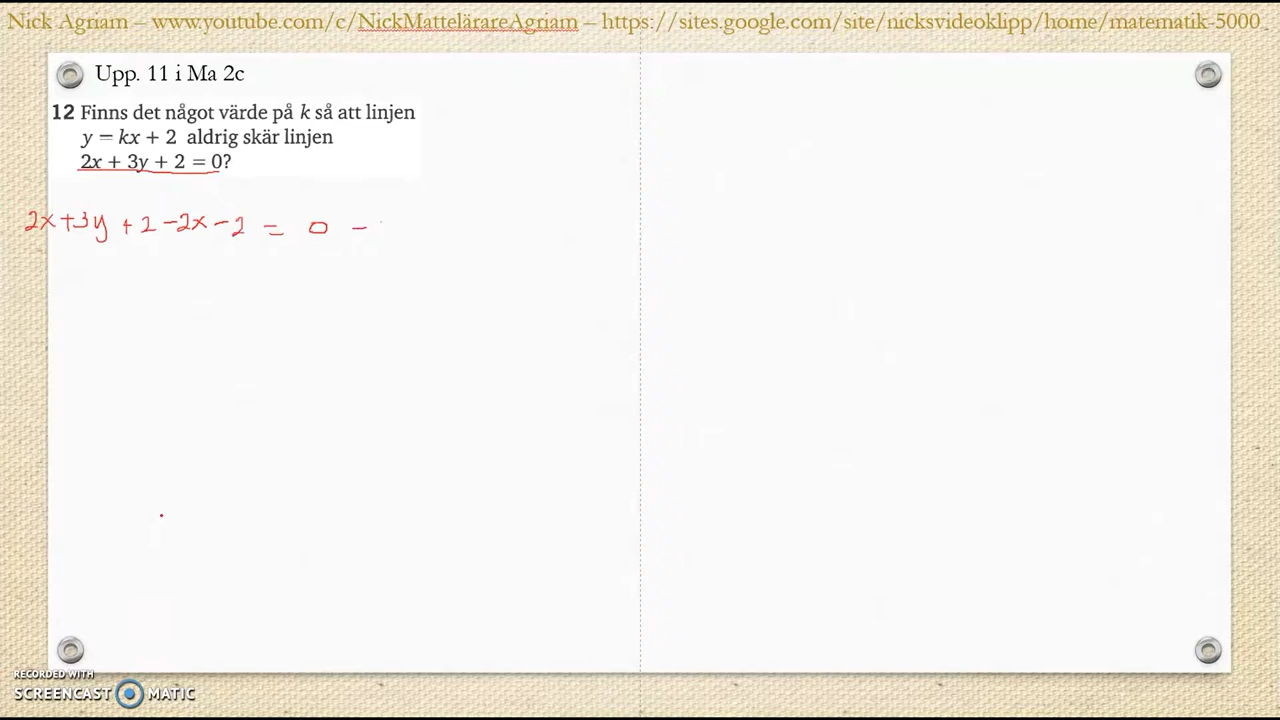 Nick Agriam – www.youtube.com/c/NickMattelärareAgriam – https://sites.google.com/site/nicksvideoklipp/home/matematik-5000
Upp. 11 i Ma 2c
12 Finns det något värde på k så att linjen
y = kx + 2 aldrig skär linjen
2x + 3y + 2 = 0?
2x+3y +2 -2x -2 = 0 -
RECORDED WITH
SCREENCAST MATIC